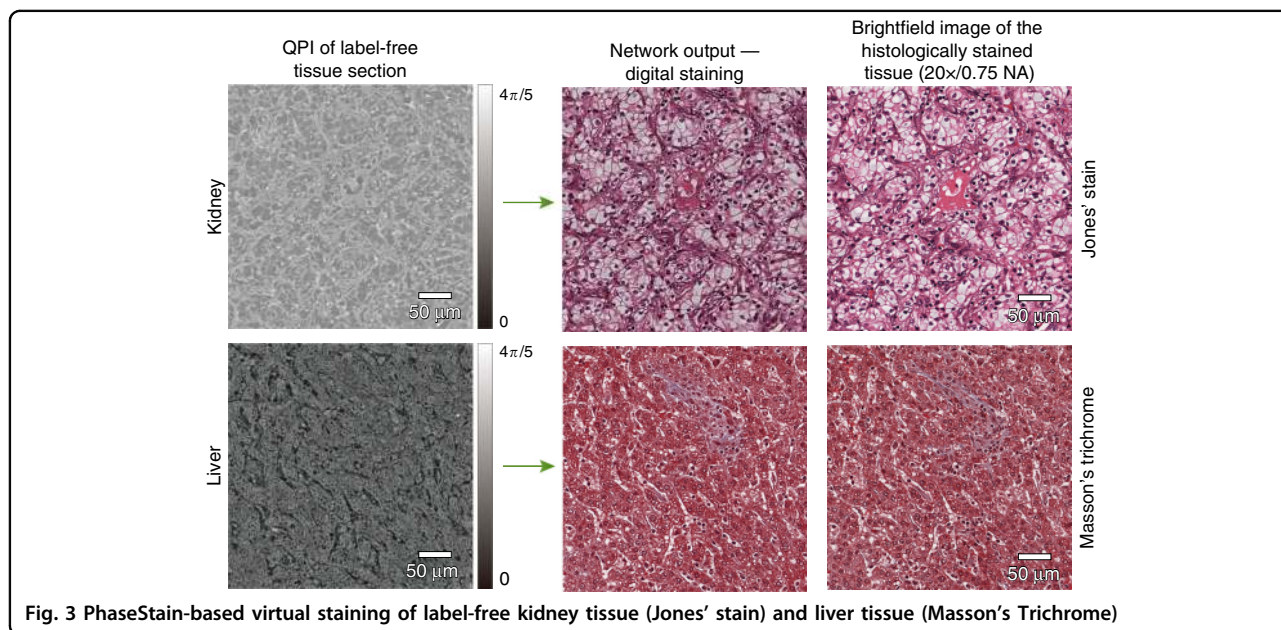 QPI of label-free
tissue section
Network output —
digital staining
Brightfield image of the
histologically stained
tissue (20×/0.75 NA)
Kidney
4π/5
0
50 μm
50 μm
Jones' stain
Liver
4π/5
0
50 μm
50 μm
Masson's trichrome
Fig. 3 PhaseStain-based virtual staining of label-free kidney tissue (Jones' stain) and liver tissue (Masson's Trichrome)